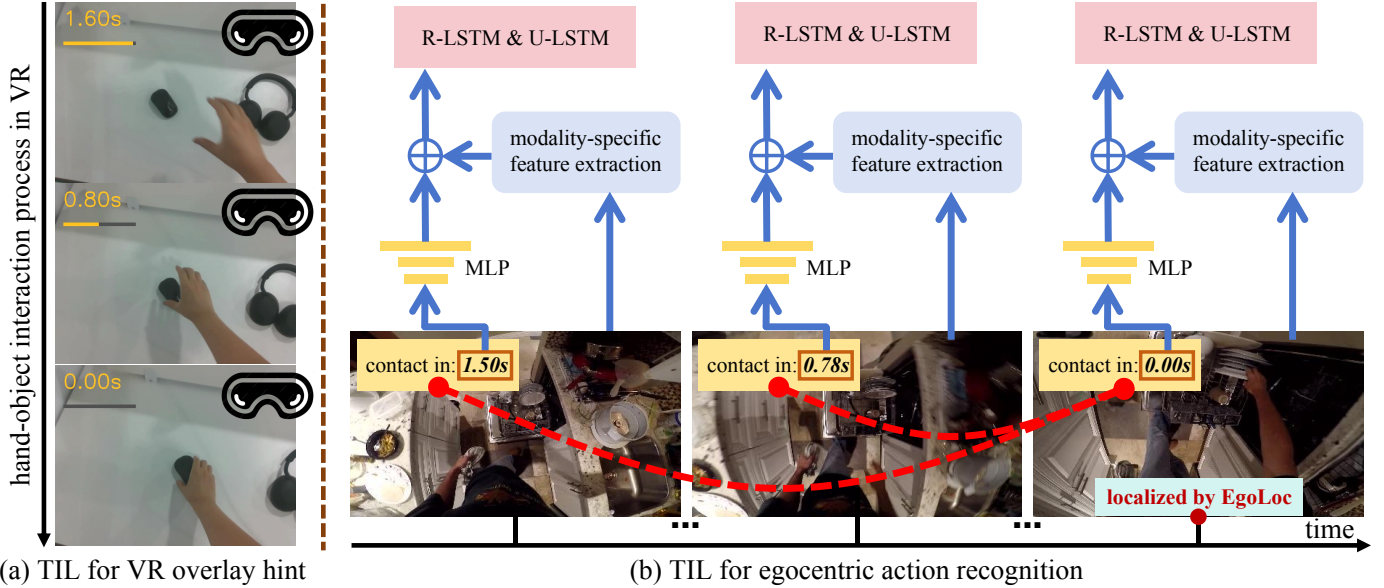 hand-object interaction process in VR
1.60s
0.80s
0.00s
(a) TIL for VR overlay hint
R-LSTM & U-LSTM
R-LSTM & U-LSTM
R-LSTM & U-LSTM
modality-specific
feature extraction
modality-specific
feature extraction
modality-specific
feature extraction
MLP
MLP
MLP
contact in: 1.50s
contact in: 0.78s
contact in: 0.00s
localized by EgoLoc
...
...
time
(b) TIL for egocentric action recognition